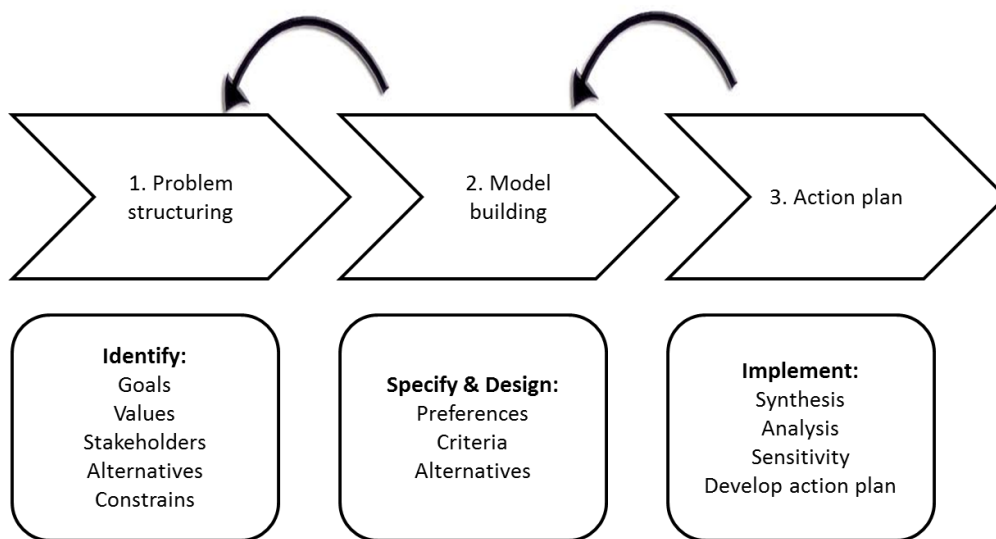 1. Problem
structuring
2. Model
building
3. Action plan
Identify:
Goals
Values
Stakeholders
Alternatives
Constrains
Specify & Design:
Preferences
Criteria
Alternatives
Implement:
Synthesis
Analysis
Sensitivity
Develop action plan